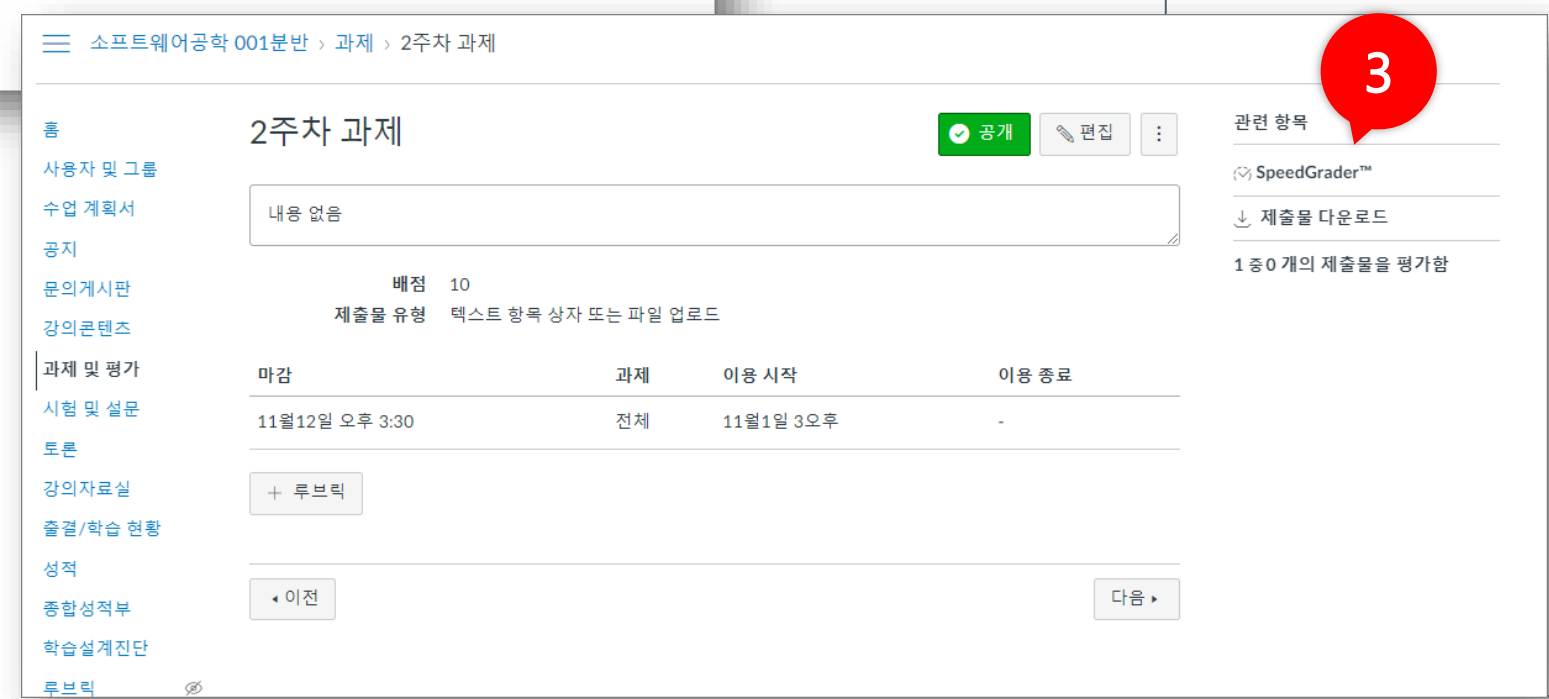 소프트웨어공학 001분반 › 과제 › 2주차 과제
3
홈
사용자 및 그룹
수업 계획서
공지
문의게시판
강의콘텐츠
과제 및 평가
시험 및 설문
토론
강의자료실
출결/학습 현황
성적
종합성적부
학습설계진단
루브릭
2주차 과제
공개
편집
내용 없음
배점 10
제출물 유형 텍스트 항목 상자 또는 파일 업로드
마감 과제 이용 시작 이용 종료
11월12일 오후 3:30 전체 11월1일 3오후 -
+ 루브릭
이전
다음
관련 항목
SpeedGrader™
제출물 다운로드
1 중0 개의 제출물을 평가함